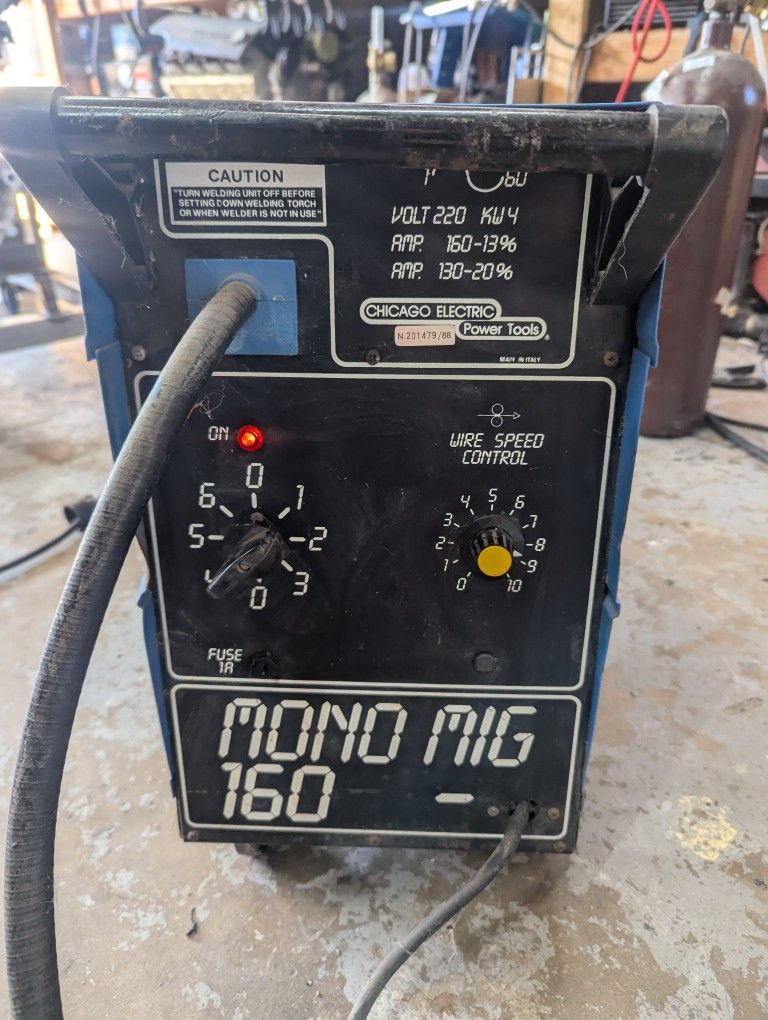 CAUTION
"TURN WELDING UNIT OFF BEFORE
SETTING DOWN WELDING TORCH
OR WHEN WELDER IS NOT IN USE"
60
VOLT 220 KW4
AMP. 160-13%
AMP. 130-20%
CHICAGO ELECTRIC
Power Tools
N.201479/88
MADE IN ITALY
ON
0
1
2
3
0
4
5
6
WIRE SPEED
CONTROL
0
1
2
3
4
5
6
7
8
9
10
FUSE
1A
MONO MIG
160
-